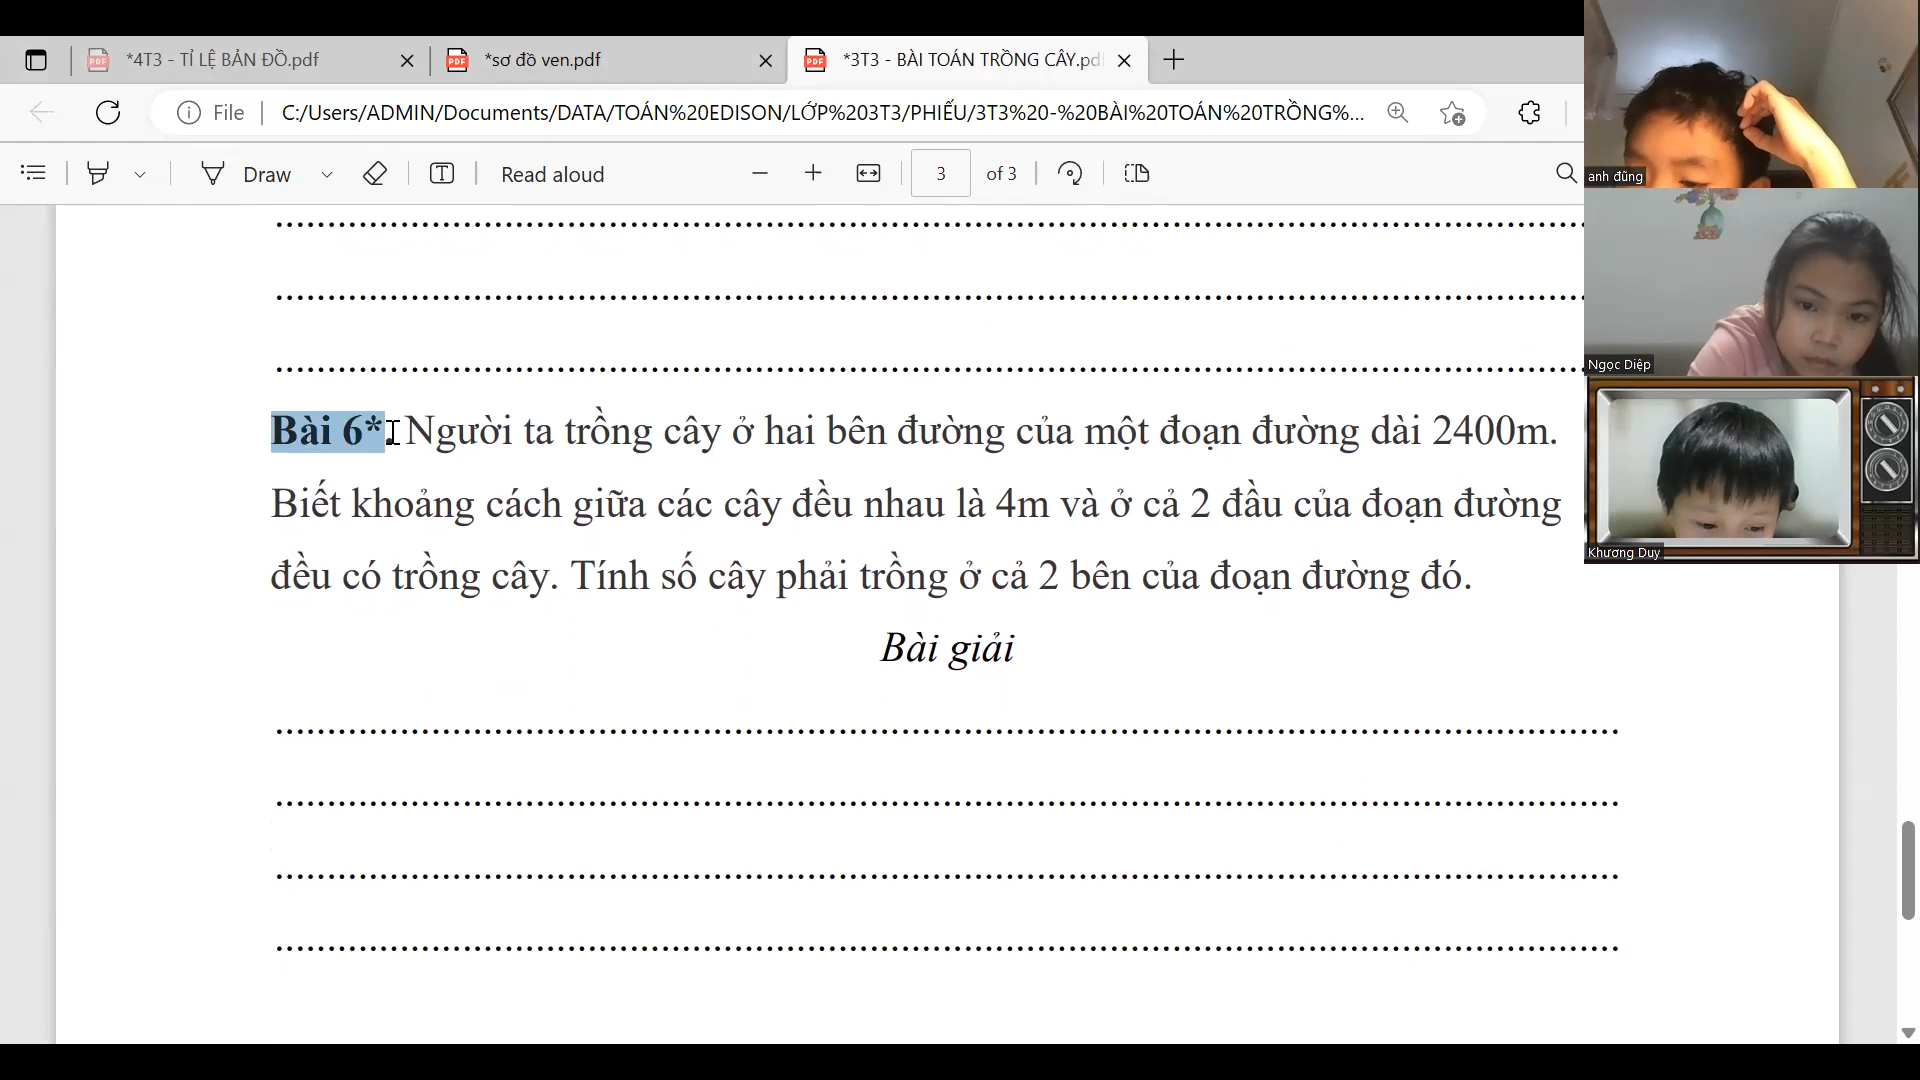 *4T3 - TỈ LỆ BẢN ĐỒ.pdf
*sơ đồ ven.pdf
*3T3 - BÀI TOÁN TRỒNG CÂY.pd
File
C:/Users/ADMIN/Documents/DATA/TOÁN%20EDISON/LỚP%203T3/PHIẾU/3T3%20-%20BÀI%20TOÁN%20TRỒNG%...
Draw
Read aloud
3
of 3
anh đũng
Ngọc Diệp
Khương Duy
Bài 6*. Người ta trồng cây ở hai bên đường của một đoạn đường dài 2400m.
Biết khoảng cách giữa các cây đều nhau là 4m và ở cả 2 đầu của đoạn đường
đều có trồng cây. Tính số cây phải trồng ở cả 2 bên của đoạn đường đó.
Bài giải